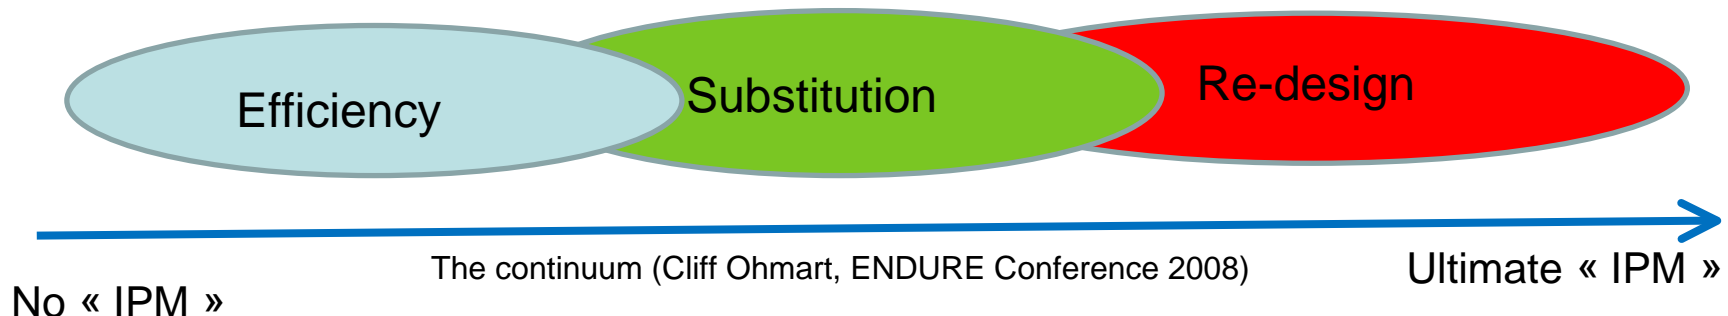 Efficiency
Substitution
Re-design
The continuum (Cliff Ohmart, ENDURE Conference 2008)
Ultimate « IPM »
No « IPM »